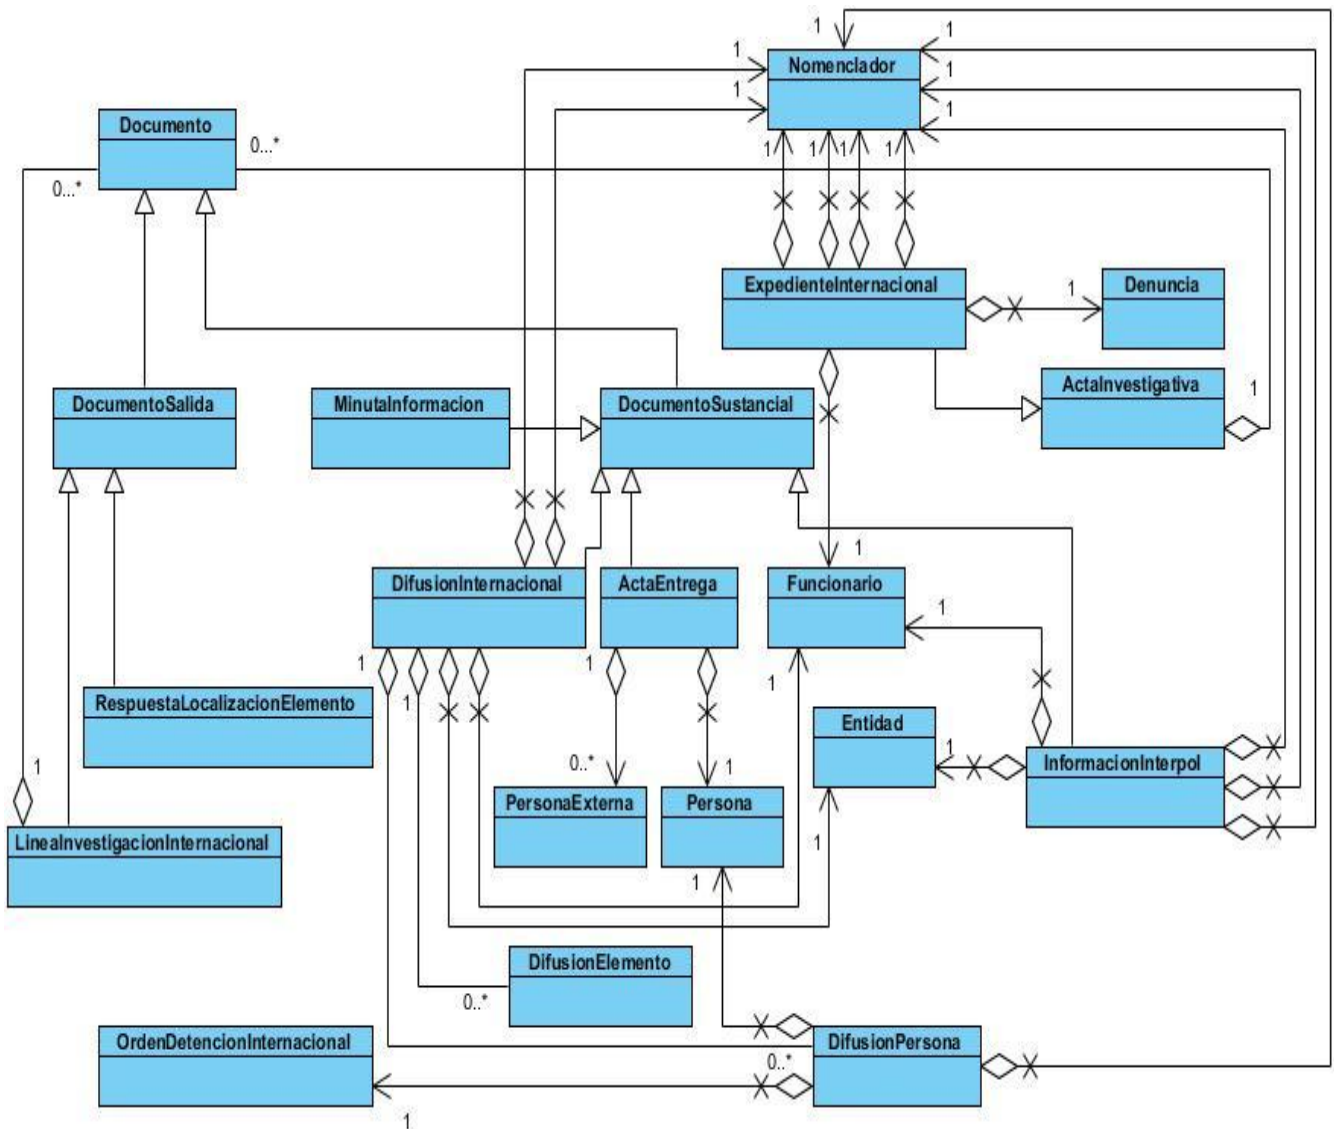 1
1
1
Nomenclador
1
1
1
Documento
0...*
0...*
1
1
1
1
ExpedienteInternacional
1
Denuncia
ActaInvestigativa
1
DocumentoSalida
MinutaInformacion
DocumentoSustancial
1
DifusionInternacional
ActaEntrega
Funcionario
1
1
1
1
1
RespuestaLocalizacionElemento
Entidad
1
InformacionInterpol
1
0..*
1
PersonaExterna
Persona
LineaInvestigacionInternacional
1
1
DifusionElemento
0..*
OrdenDetencionInternacional
DifusionPersona
0..*
1